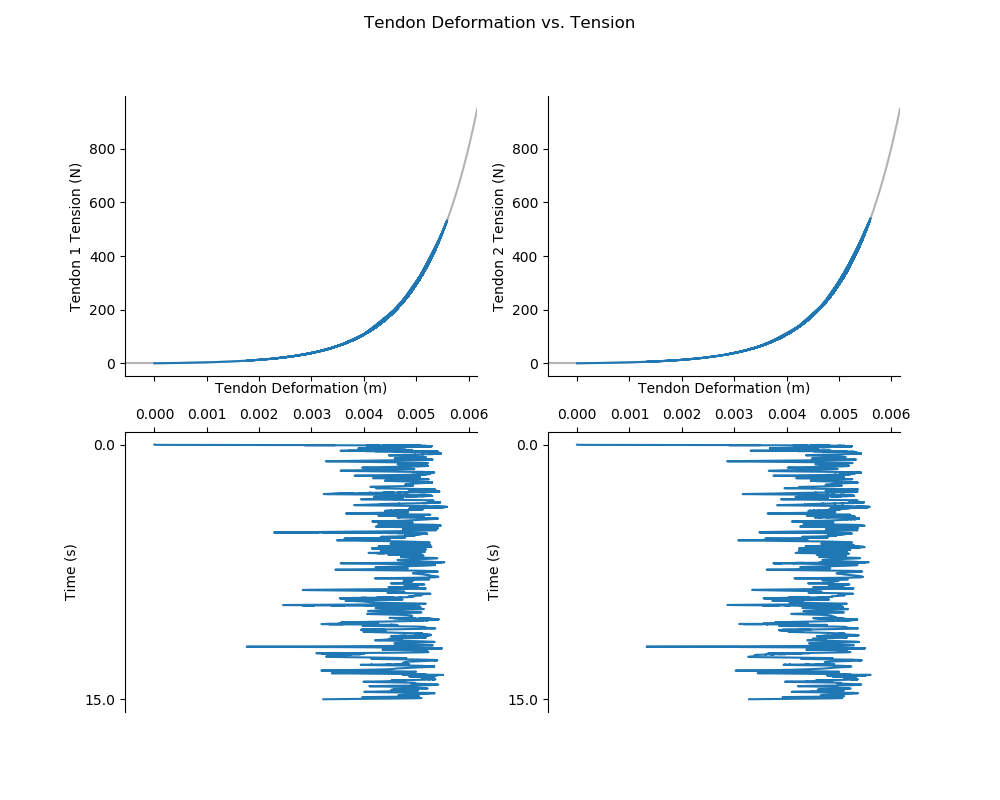 Tendon Deformation vs. Tension
Tendon 1 Tension (N)
800
600
400
200
0
Tendon Deformation (m)
Tendon 2 Tension (N)
800
600
400
200
0
Tendon Deformation (m)
0.000 0.001 0.002 0.003 0.004 0.005 0.006
Time (s)
0.0
15.0
0.000 0.001 0.002 0.003 0.004 0.005 0.006
Time (s)
0.0
15.0